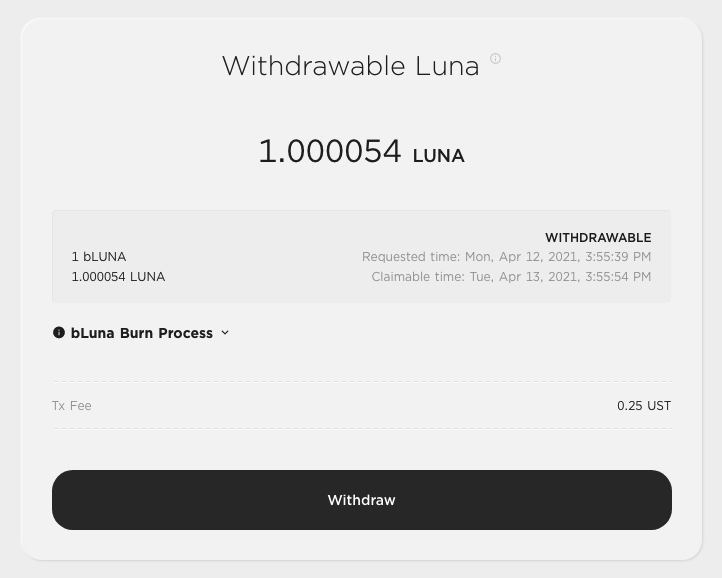 Withdrawable Luna
1.000054 LUNA
WITHDRAWABLE
1 bLUNA Requested time: Mon, Apr 12, 2021, 3:55:39 PM
1.000054 LUNA Claimable time: Tue, Apr 13, 2021, 3:55:54 PM
bLuna Burn Process
Tx Fee 0.25 UST
Withdraw